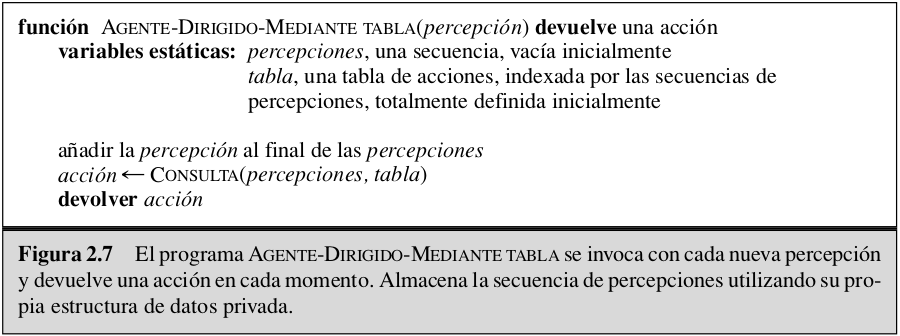 función AGENTE-DIRIGIDO-MEDIANTE TABLA(percepción) devuelve una acción
variables estáticas: percepciones, una secuencia, vacía inicialmente
tabla, una tabla de acciones, indexada por las secuencias de
percepciones, totalmente definida inicialmente
añadir la percepción al final de las percepciones
acción ← CONSULTA(percepciones, tabla)
devolver acción
Figura 2.7 El programa AGENTE-DIRIGIDO-MEDIANTE TABLA se invoca con cada nueva percepción
y devuelve una acción en cada momento. Almacena la secuencia de percepciones utilizando su pro-
pia estructura de datos privada.